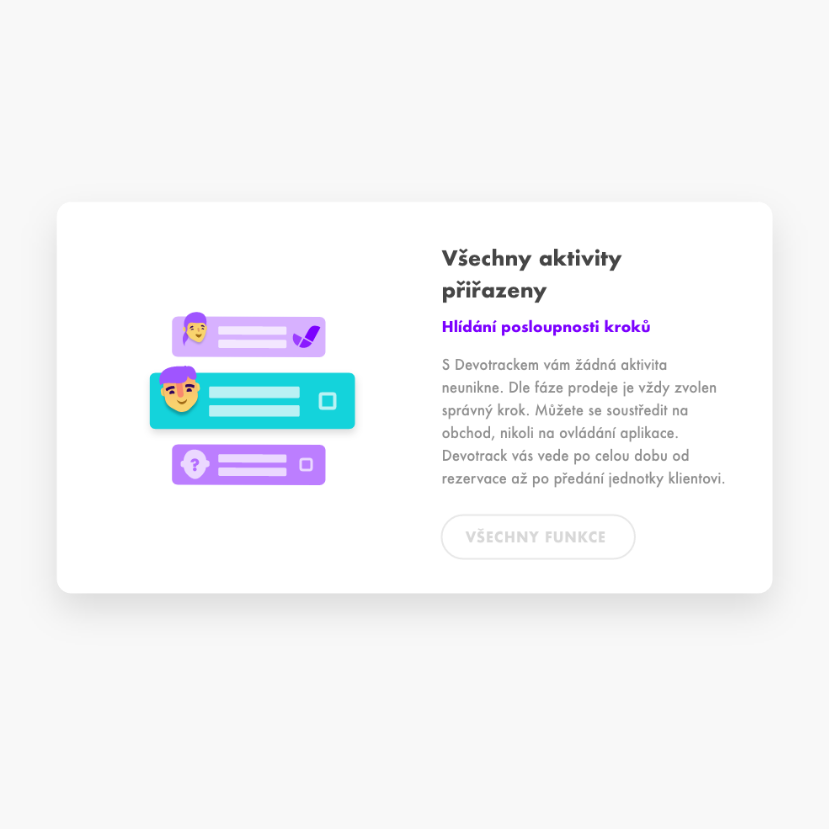 Všechny aktivity
přiřazeny
Hlídání posloupnosti kroků
S Devotrackem vám žádná aktivita
neunikne. Dle fáze prodeje je vždy zvolen
správný krok. Můžete se soustředit na
obchod, nikoli na ovládání aplikace.
Devotrack vás vede po celou dobu od
rezervace až po předání jednotky klientovi.
VŠECHNY FUNKCE
?